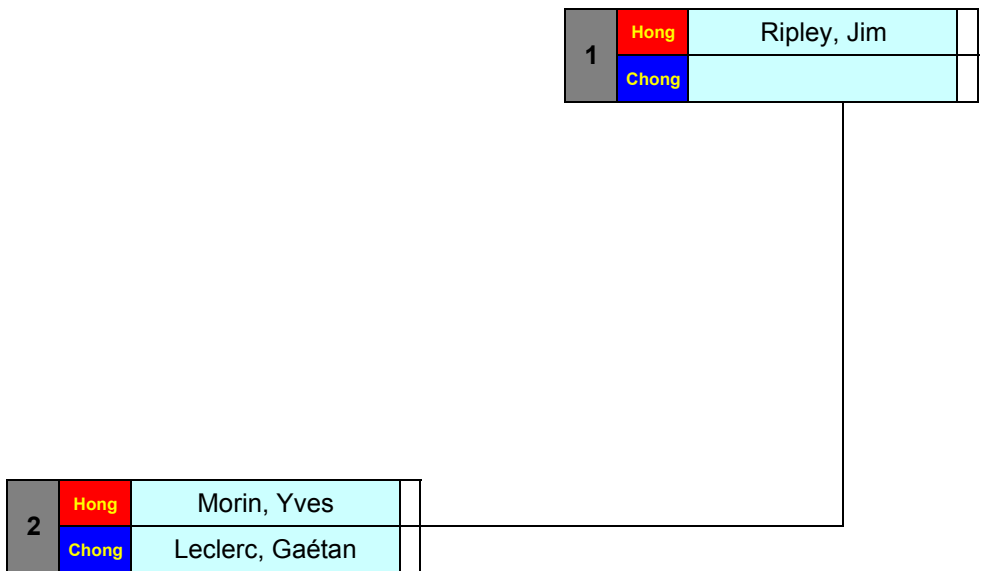 1
Hong Ripley, Jim
Chong
2
Hong Morin, Yves
Chong Leclerc, Gaétan